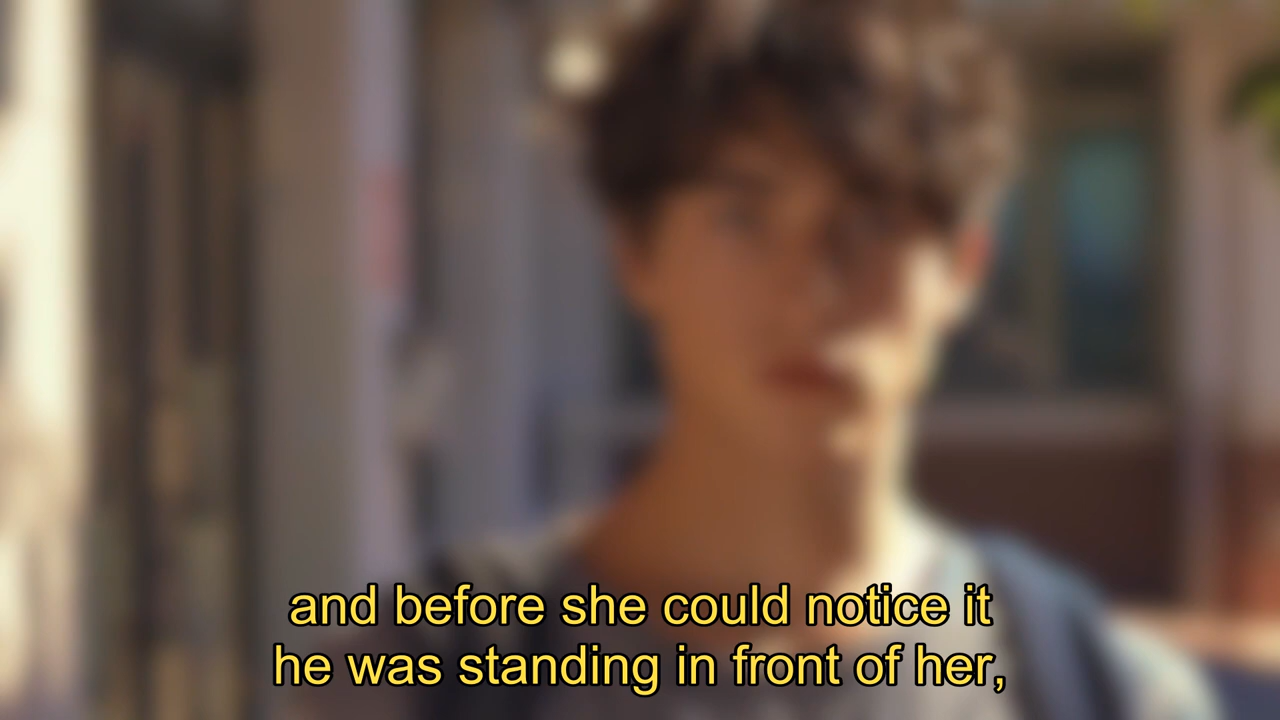 and before she could notice it
he was standing in front of her,